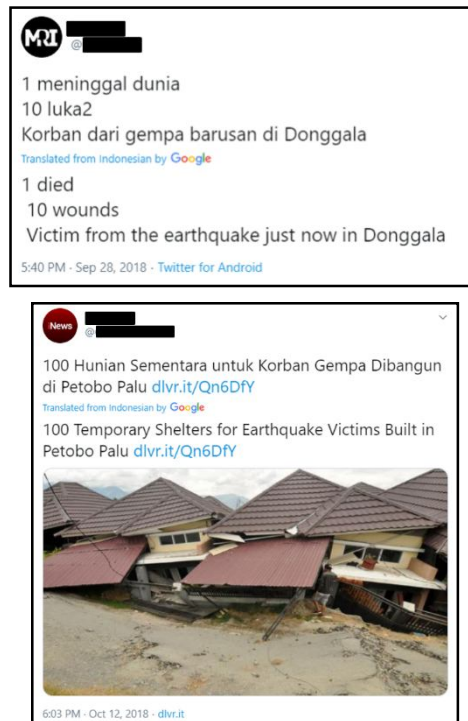 MRI
@
1 meninggal dunia
10 luka2
Korban dari gempa barusan di Donggala
Translated from Indonesian by Google
1 died
10 wounds
Victim from the earthquake just now in Donggala
5:40 PM · Sep 28, 2018 · Twitter for Android
iNews
@
100 Hunian Sementara untuk Korban Gempa Dibangun
di Petobo Palu dlvr.it/Qn6DfY
Translated from Indonesian by Google
100 Temporary Shelters for Earthquake Victims Built in
Petobo Palu dlvr.it/Qn6DfY
6:03 PM · Oct 12, 2018 · dlvr.it